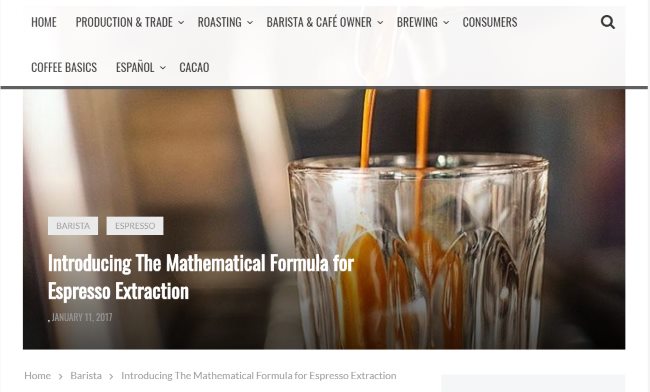 HOME PRODUCTION & TRADE ROASTING BARISTA & CAFÉ OWNER BREWING CONSUMERS
COFFEE BASICS ESPAÑOL CACAO
BARISTA ESPRESSO
Introducing The Mathematical Formula for
Espresso Extraction
, JANUARY 11, 2017
Home > Barista > Introducing The Mathematical Formula for Espresso Extraction